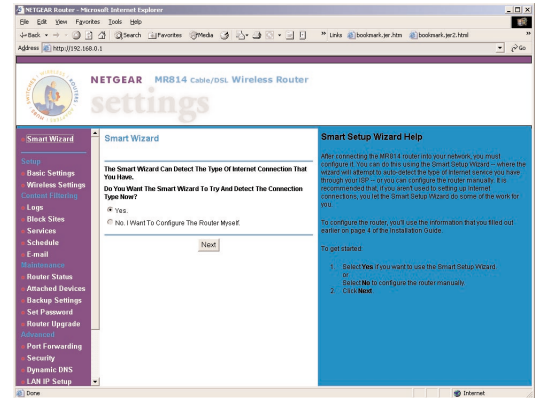 NETGEAR Router - Microsoft Internet Explorer
File Edit View Favorites Tools Help
Back Search Favorites Media Links bookmark.jer.htm bookmark.jer2.html
Address http://192.168.0.1 Go
NETGEAR MR814 Cable/DSL Wireless Router
settings
Smart Wizard
Setup
Basic Settings
Wireless Settings
Content Filtering
Logs
Block Sites
Services
Schedule
E-mail
Maintenance
Router Status
Attached Devices
Backup Settings
Set Password
Router Upgrade
Advanced
Port Forwarding
Security
Dynamic DNS
LAN IP Setup
Smart Wizard
The Smart Wizard Can Detect The Type Of Internet Connection That
You Have.
Do You Want The Smart Wizard To Try And Detect The Connection
Type Now?
Yes.
No. I Want To Configure The Router Myself.
Next
Smart Setup Wizard Help
After connecting the MR814 router into your network, you must
configure it. You can do this using the Smart Setup Wizard -- where the
wizard will attempt to auto-detect the type of Internet service you have
through your ISP -- or you can configure the router manually. It is
recommended that, if you aren't used to setting up Internet
connections, you let the Smart Setup Wizard do some of the work for
you.
To configure the router, you'll use the information that you filled out
earlier on page 4 of the Installation Guide.
To get started:
1. Select Yes if you want to use the Smart Setup Wizard.
or,
Select No to configure the router manually.
2. Click Next.
Done Internet